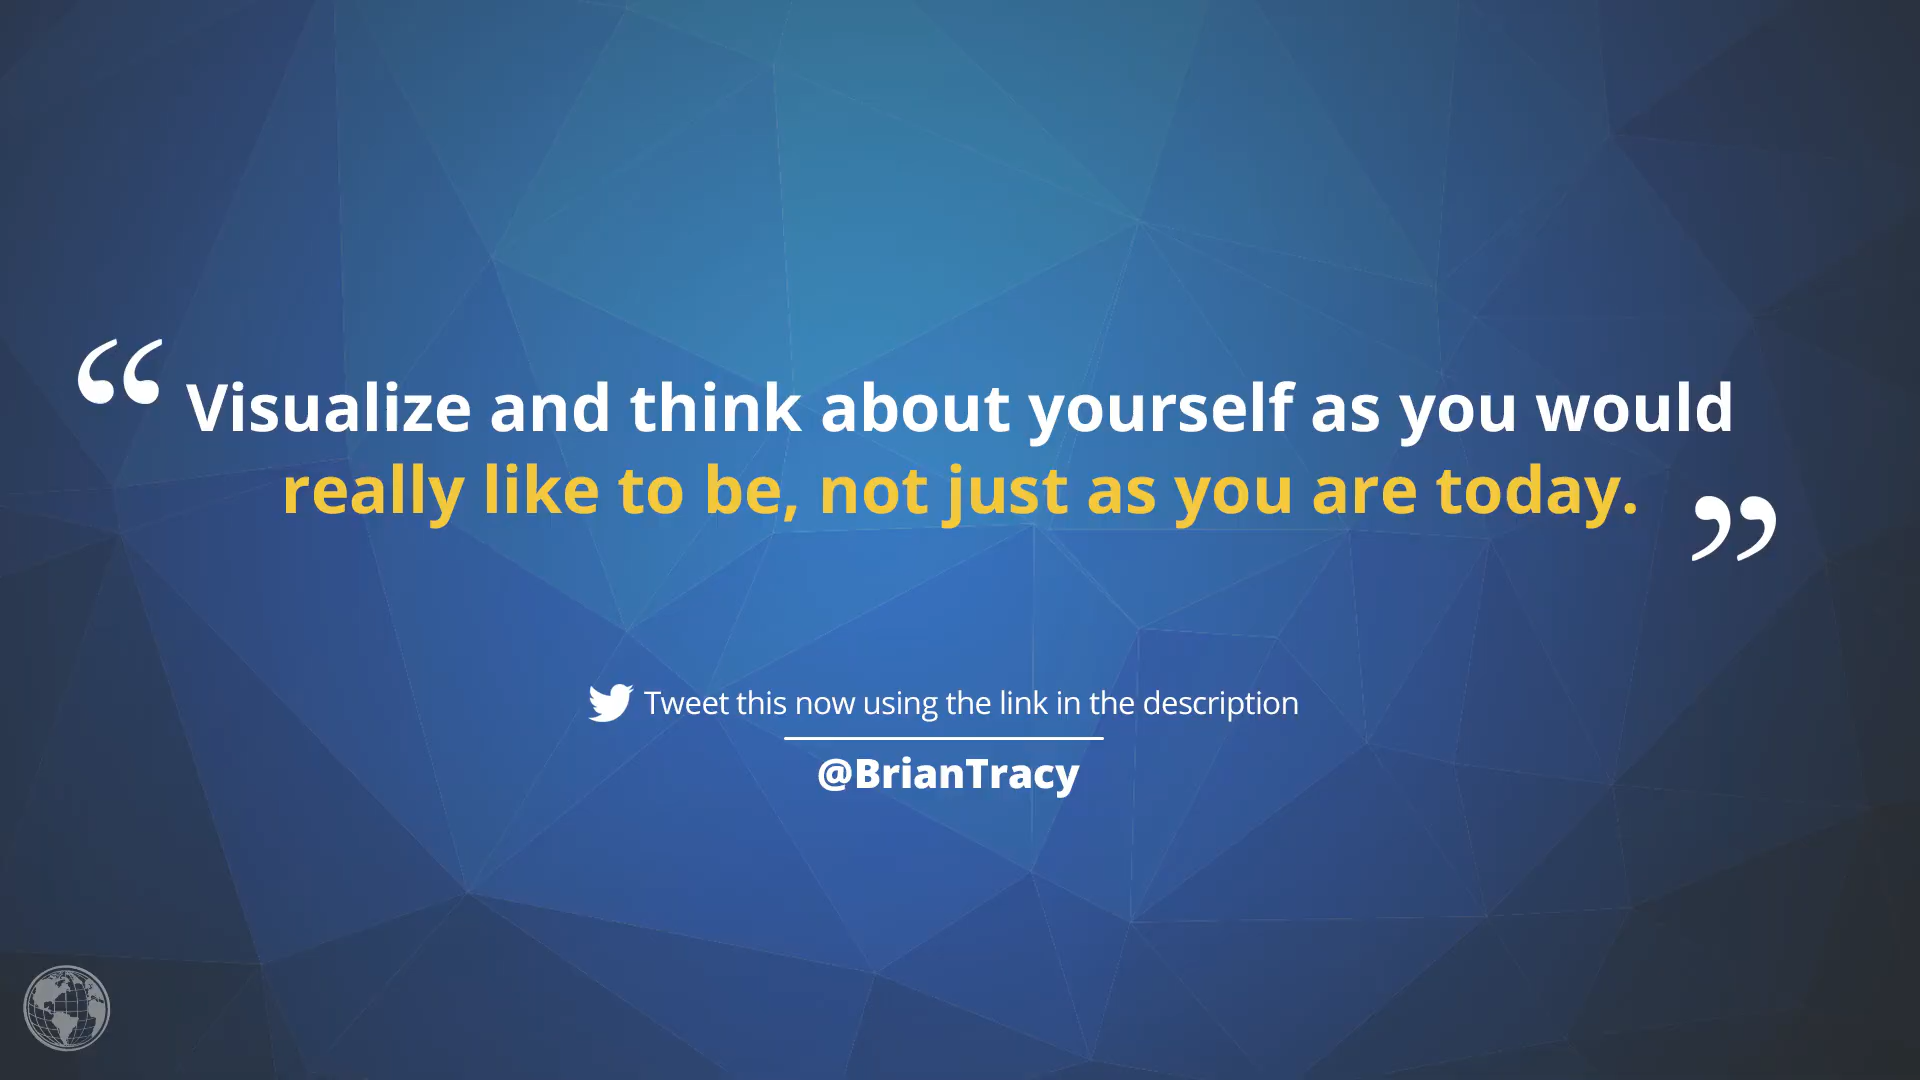 “Visualize and think about yourself as you would
really like to be, not just as you are today.”
Tweet this now using the link in the description
@BrianTracy